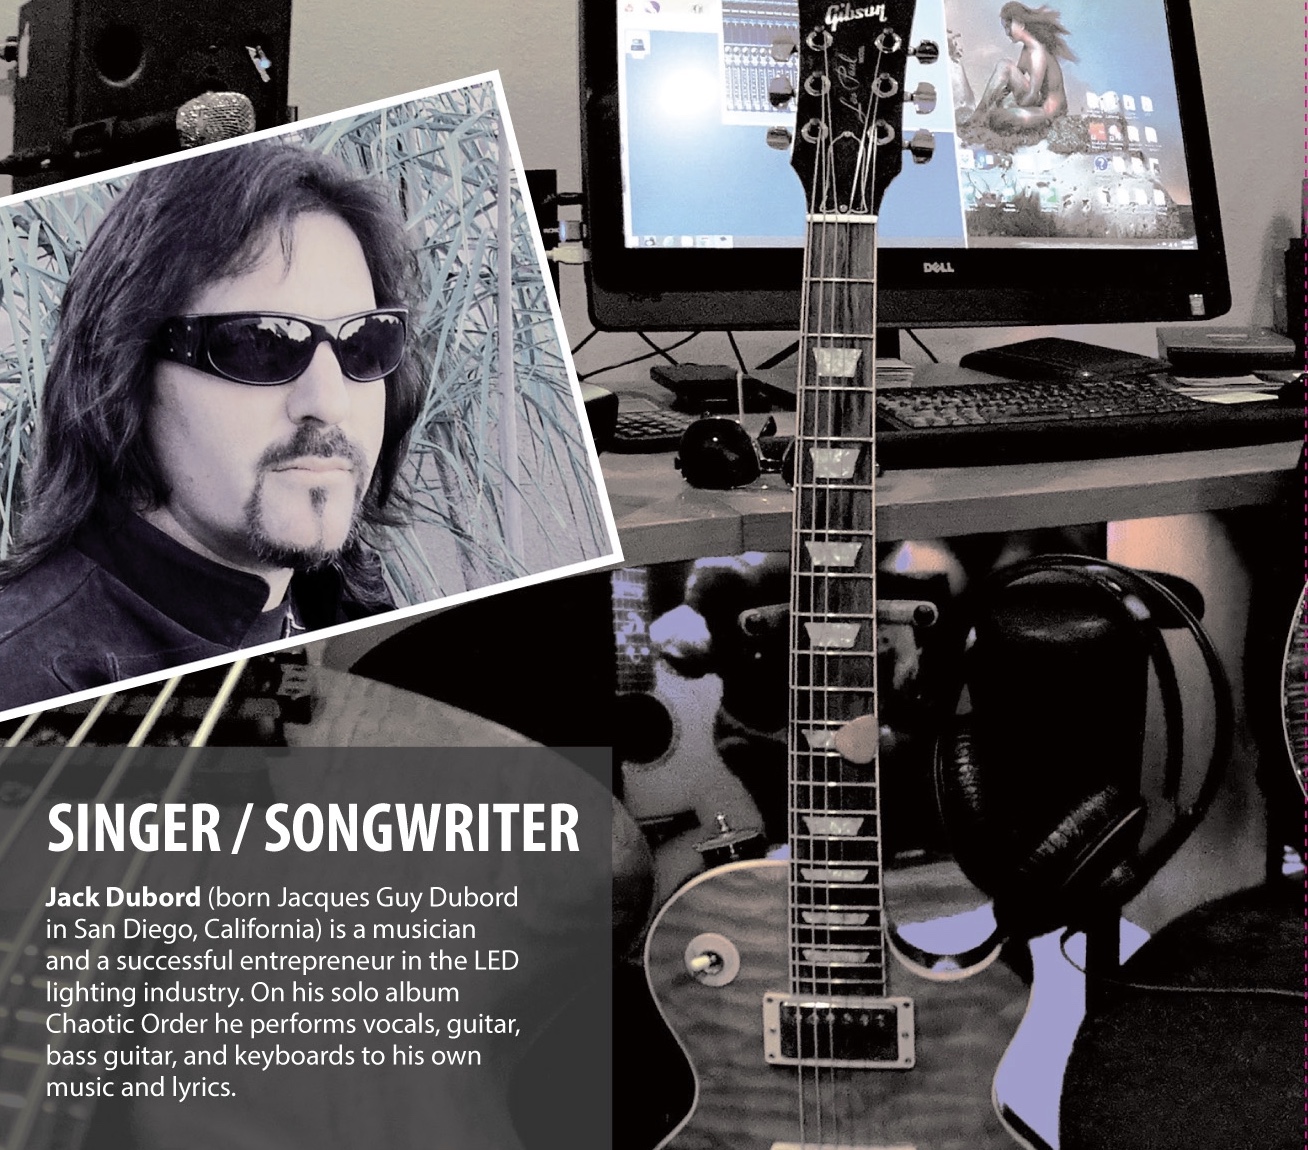 Gibson
Les Paul
MODEL
DELL
SINGER / SONGWRITER
Jack Dubord (born Jacques Guy Dubord
in San Diego, California) is a musician
and a successful entrepreneur in the LED
lighting industry. On his solo album
Chaotic Order he performs vocals, guitar,
bass guitar, and keyboards to his own
music and lyrics.